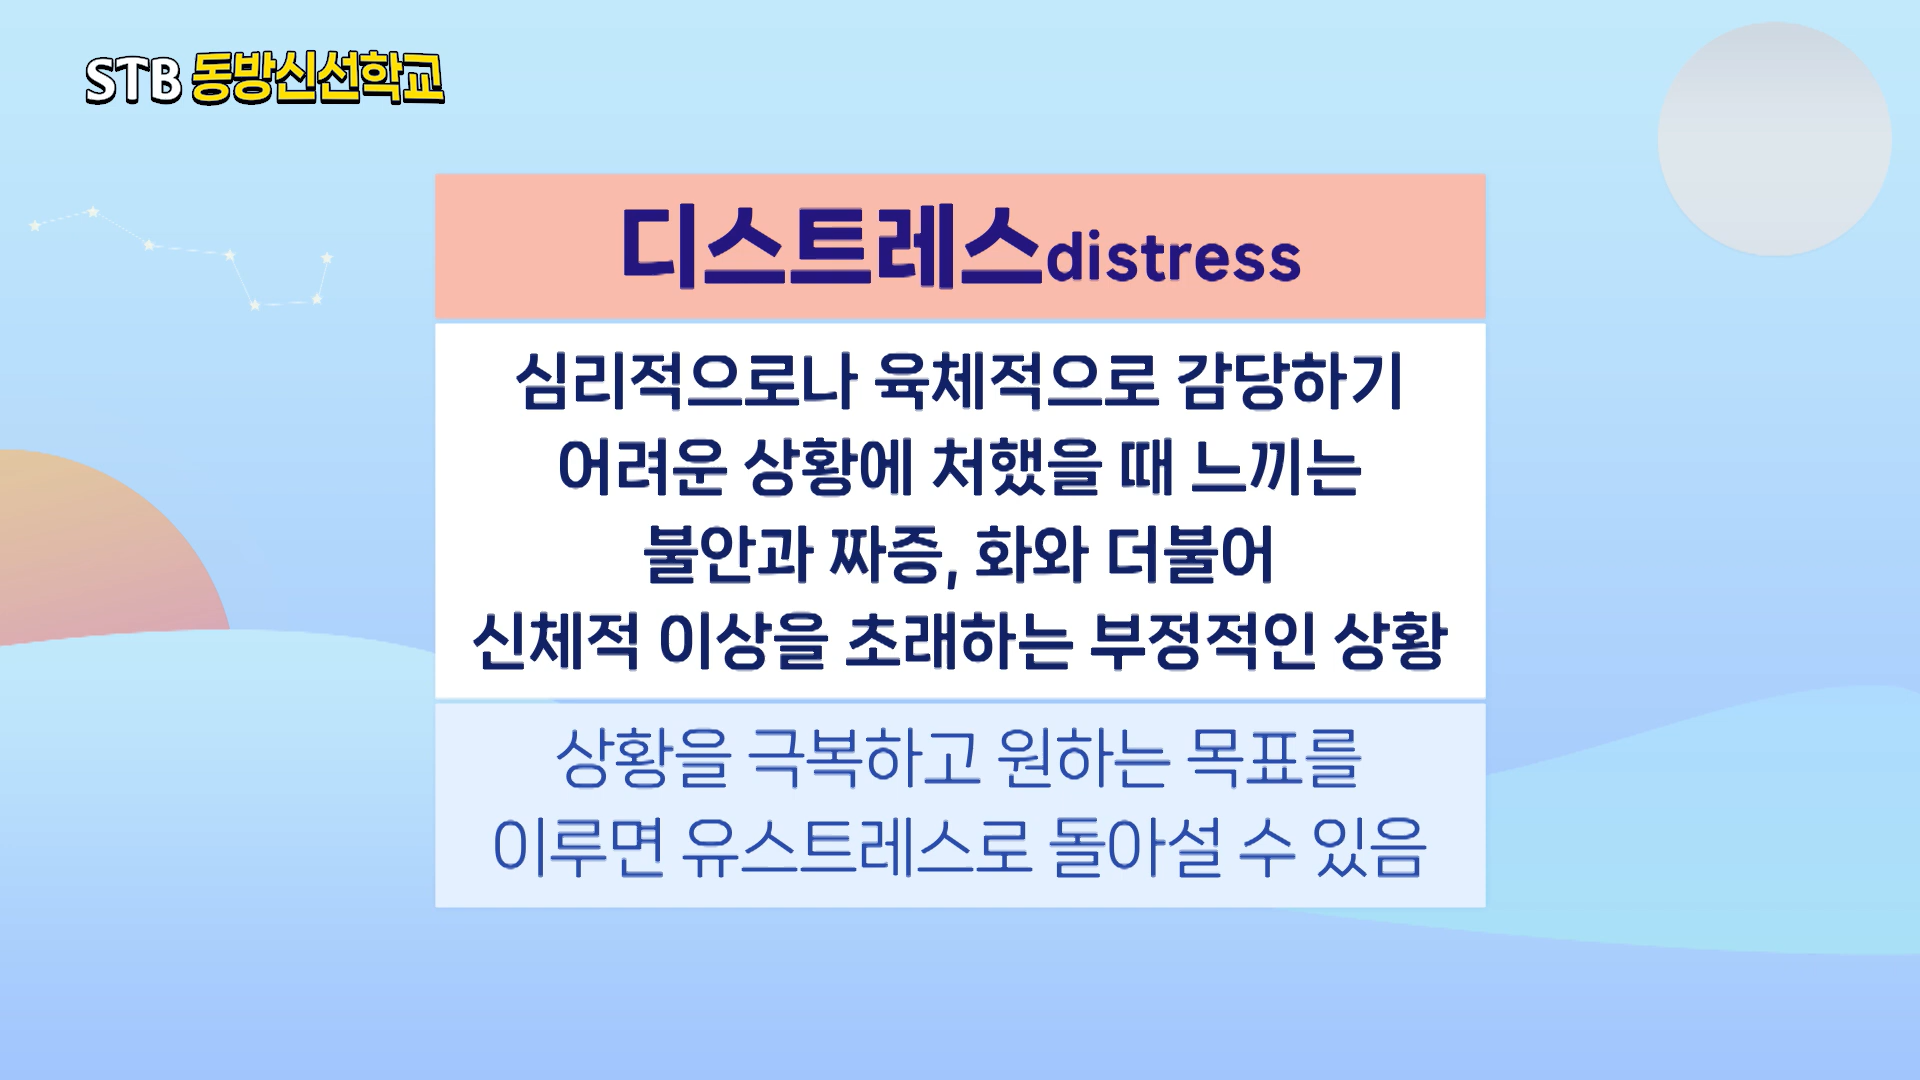 STB 동방신선학교
디스트레스distress
심리적으로나 육체적으로 감당하기
어려운 상황에 처했을 때 느끼는
불안과 짜증, 화와 더불어
신체적 이상을 초래하는 부정적인 상황
상황을 극복하고 원하는 목표를
이루면 유스트레스로 돌아설 수 있음